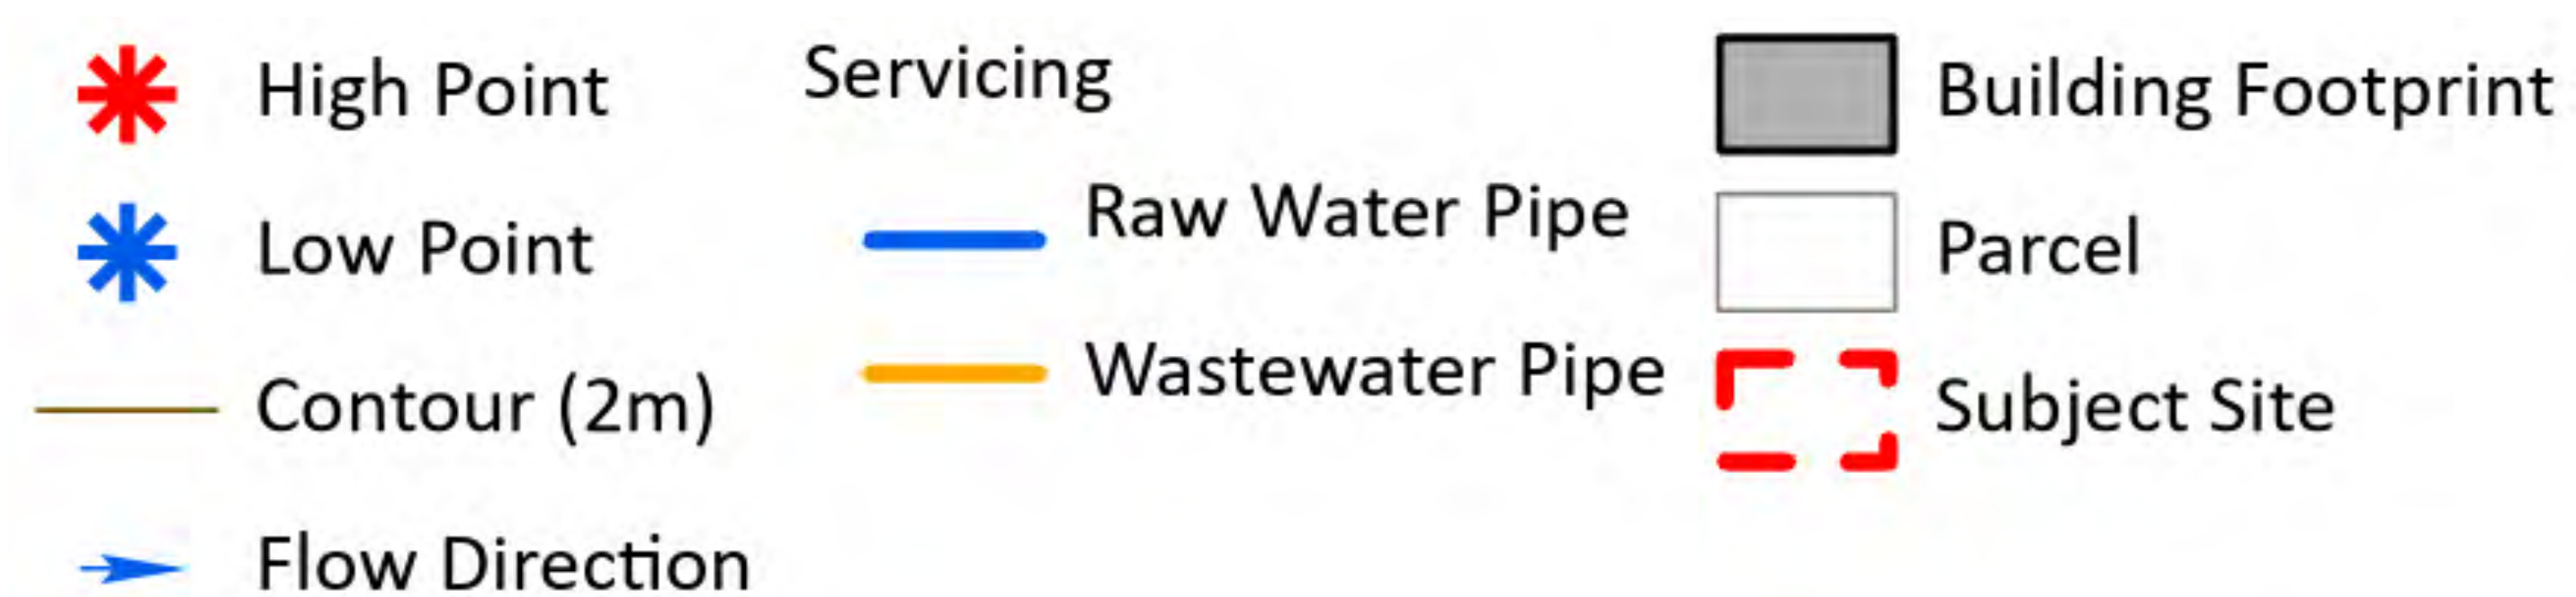 High Point
Low Point
Contour (2m)
Flow Direction
Servicing
Raw Water Pipe
Wastewater Pipe
Building Footprint
Parcel
Subject Site